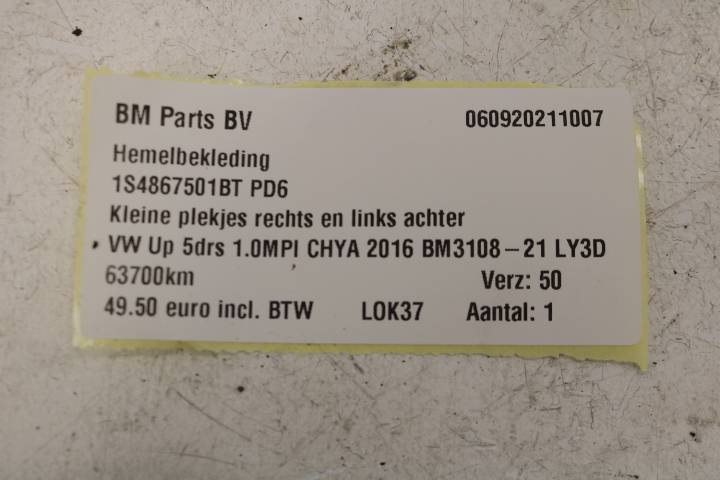 BM Parts BV 060920211007
Hemelbekleding
1S4867501BT PD6
Kleine plekjes rechts en links achter
VW Up 5drs 1.0MPI CHYA 2016 BM3108-21 LY3D
63700km Verz: 50
49.50 euro incl. BTW LOK37 Aantal: 1